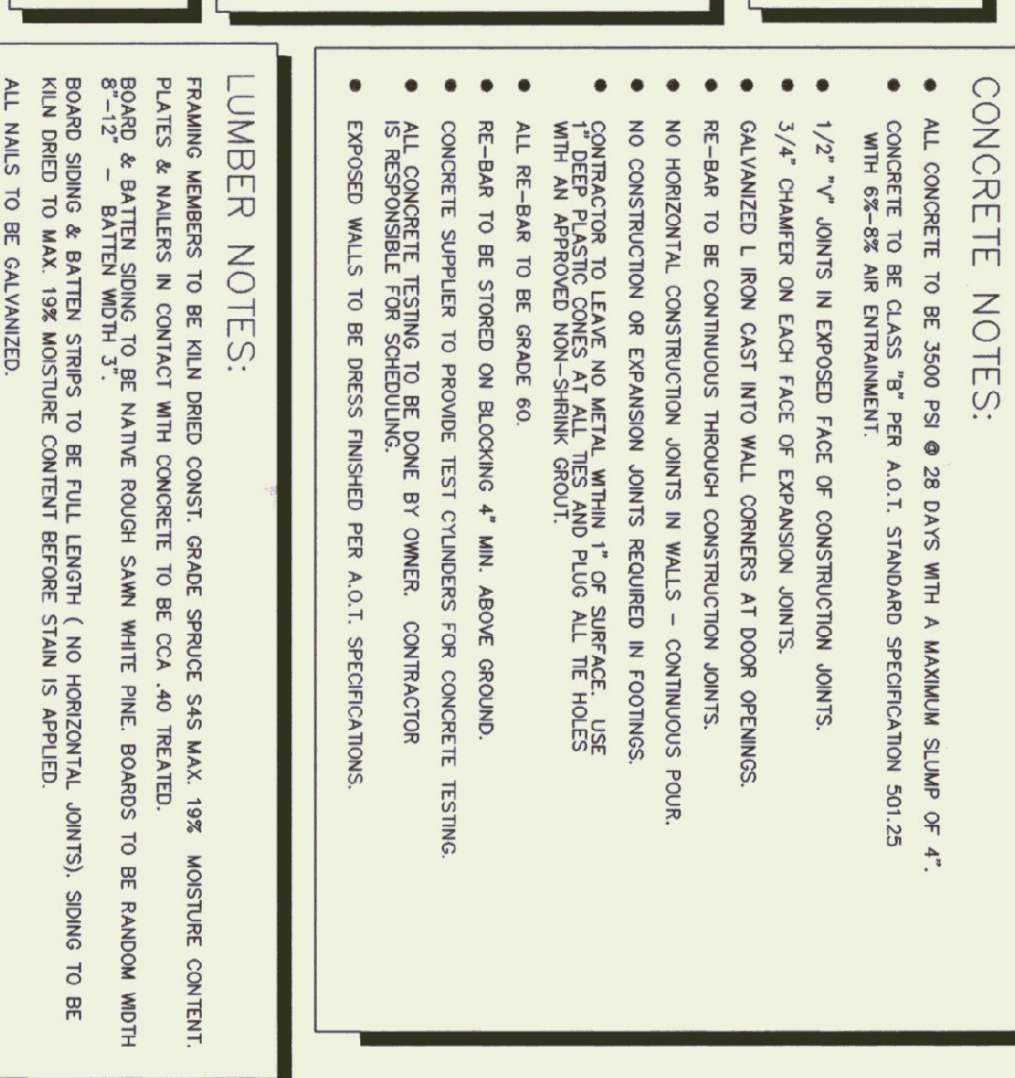 CONCRETE NOTES:
• ALL CONCRETE TO BE 3500 PSI @ 28 DAYS WITH A MAXIMUM SLUMP OF 4".
• CONCRETE TO BE CLASS "B" PER A.O.T. STANDARD SPECIFICATION 501.25
WITH 6%-8% AIR ENTRAINMENT.
• 1/2" "V" JOINTS IN EXPOSED FACE OF CONSTRUCTION JOINTS.
• 3/4" CHAMFER ON EACH FACE OF EXPANSION JOINTS.
• GALVANIZED L IRON CAST INTO WALL CORNERS AT DOOR OPENINGS.
• RE-BAR TO BE CONTINUOUS THROUGH CONSTRUCTION JOINTS.
• NO HORIZONTAL CONSTRUCTION JOINTS IN WALLS - CONTINUOUS POUR.
• NO CONSTRUCTION OR EXPANSION JOINTS REQUIRED IN FOOTINGS.
• CONTRACTOR TO LEAVE NO METAL WITHIN 1" OF SURFACE. USE
1" DEEP PLASTIC CONES AT ALL TIES AND PLUG ALL TIE HOLES
WITH AN APPROVED NON-SHRINK GROUT.
• ALL RE-BAR TO BE GRADE 60.
• RE-BAR TO BE STORED ON BLOCKING 4" MIN. ABOVE GROUND.
• CONCRETE SUPPLIER TO PROVIDE TEST CYLINDERS FOR CONCRETE TESTING.
• ALL CONCRETE TESTING TO BE DONE BY OWNER. CONTRACTOR
IS RESPONSIBLE FOR SCHEDULING.
• EXPOSED WALLS TO BE DRESS FINISHED PER A.O.T. SPECIFICATIONS.
LUMBER NOTES:
FRAMING MEMBERS TO BE KILN DRIED CONST. GRADE SPRUCE S4S MAX. 19% MOISTURE CONTENT.
PLATES & NAILERS IN CONTACT WITH CONCRETE TO BE CCA .40 TREATED.
BOARD & BATTEN SIDING TO BE NATIVE ROUGH SAWN WHITE PINE. BOARDS TO BE RANDOM WIDTH
8"-12" - BATTEN WIDTH 3".
BOARD SIDING & BATTEN STRIPS TO BE FULL LENGTH ( NO HORIZONTAL JOINTS). SIDING TO BE
KILN DRIED TO MAX. 19% MOISTURE CONTENT BEFORE STAIN IS APPLIED.
ALL NAILS TO BE GALVANIZED.